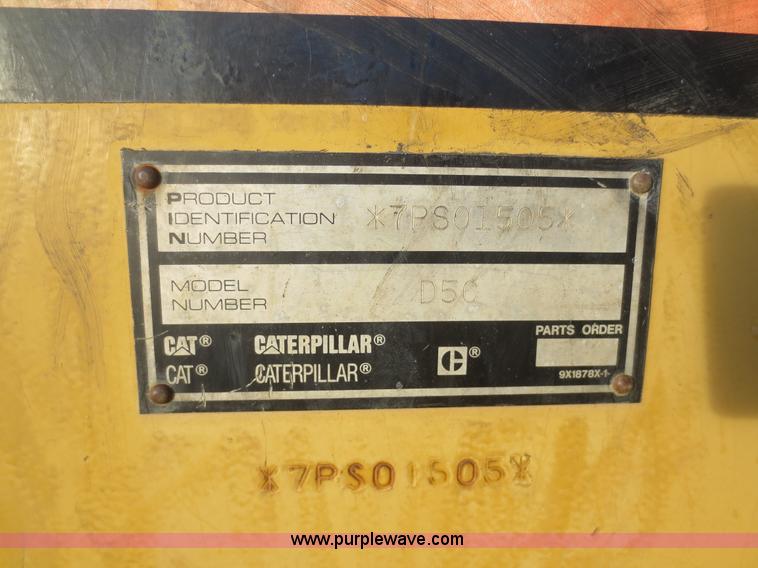 PRODUCT
IDENTIFICATION
NUMBER
*7PS01505*
MODEL
NUMBER
D5C
CAT® CATERPILLAR® C®
CAT® CATERPILLAR®
PARTS ORDER
9X1878X-1
*7PS01505*
www.purplewave.com